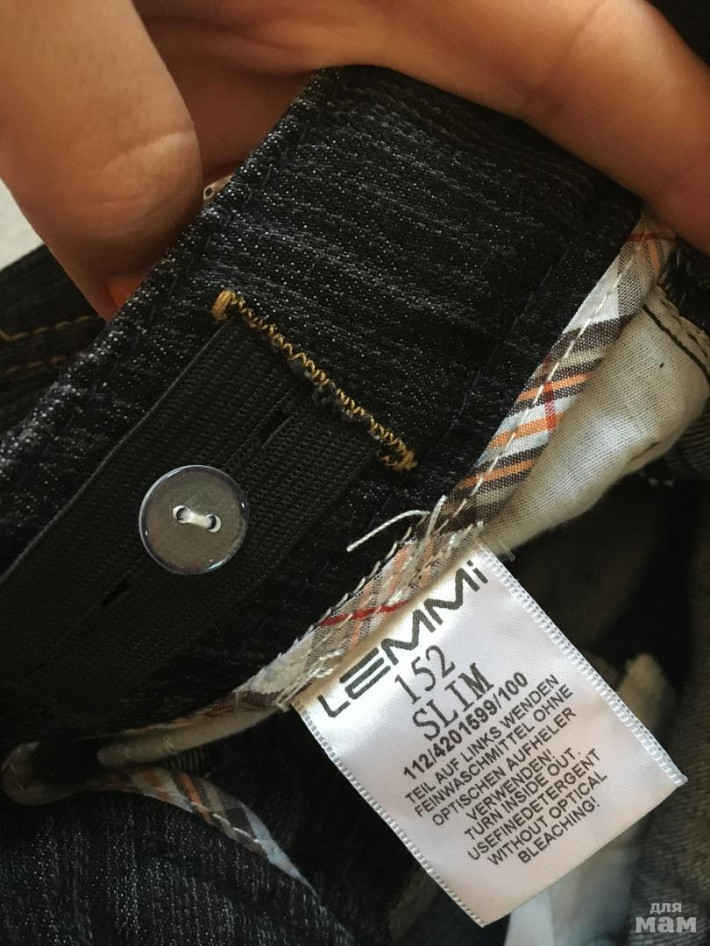 LEMMi
152
SLIM
112/4201599/100
TEIL AUF LINKS WENDEN
FEINWASCHMITTEL OHNE
OPTISCHEN AUFHELER
VERWENDEN.
TURN INSIDE OUT.
USEFINEDETERGENT
WITHOUT OPTICAL
BLEACHING!
для
мам